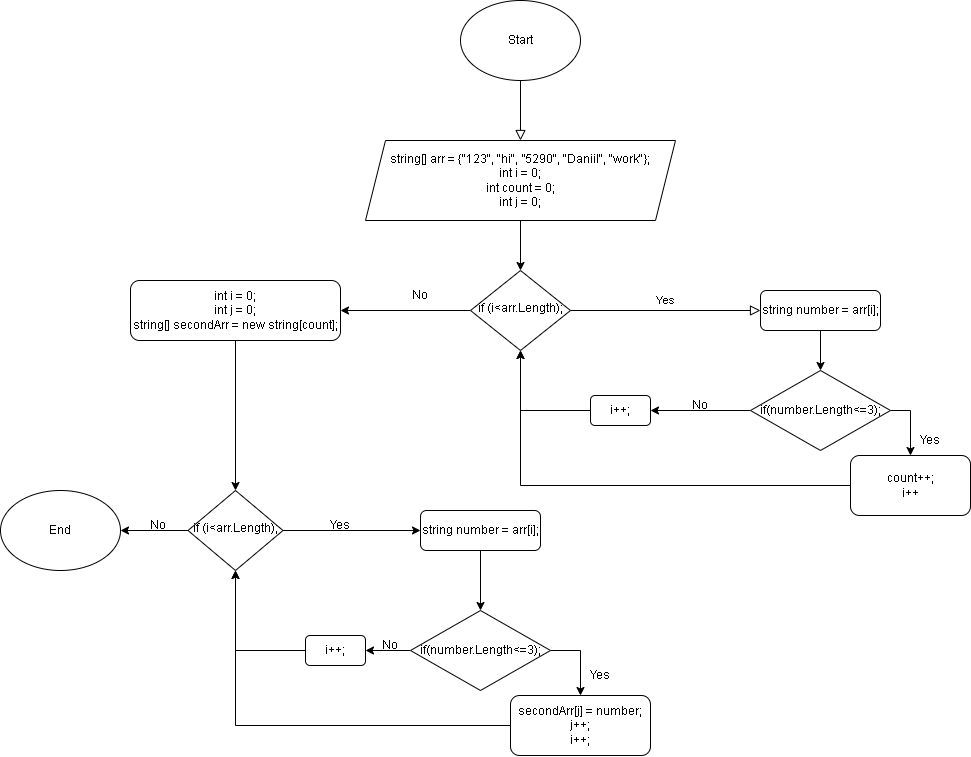 Start
string[] arr = {"123", "hi", "5290", "Daniil", "work"};
int i = 0;
int count = 0;
int j = 0;
if (i<arr.Length);
No
Yes
int i = 0;
int j = 0;
string[] secondArr = new string[count];
string number = arr[i];
if(number.Length<=3);
No
i++;
Yes
count++;
i++
if (i<arr.Length);
No
End
Yes
string number = arr[i];
if(number.Length<=3);
No
i++;
Yes
secondArr[j] = number;
j++;
i++;